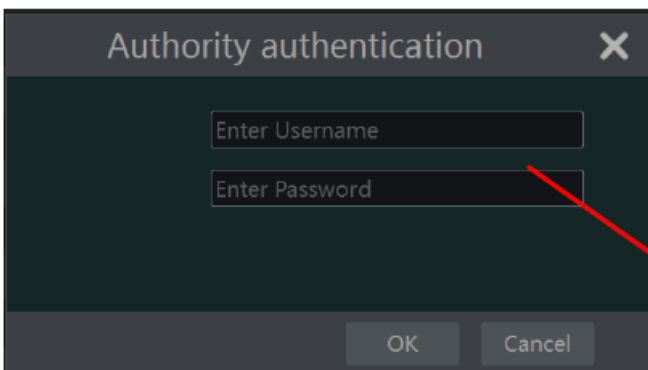 Authority authentication
Enter Username
Enter Password
OK Cancel